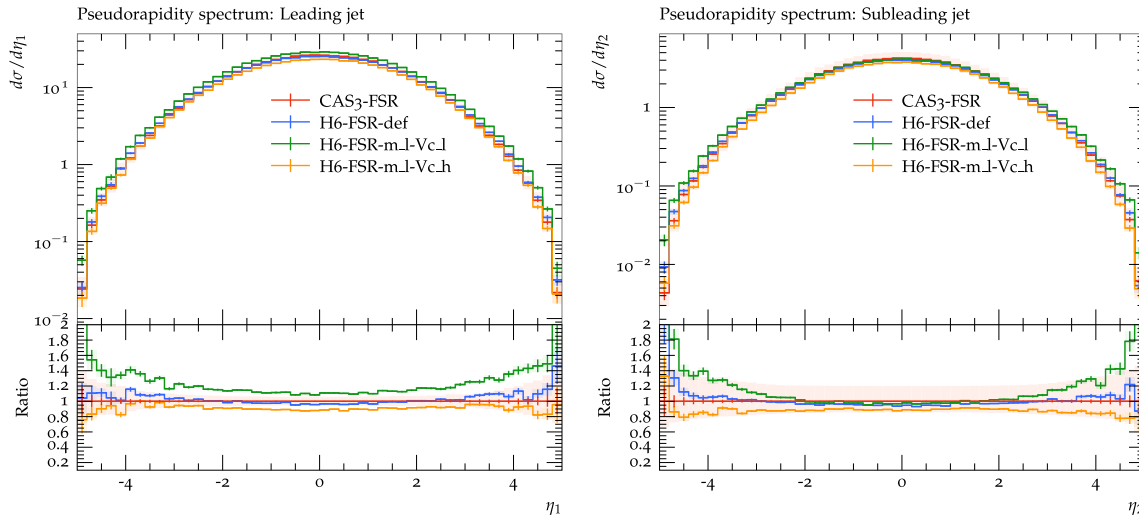 Pseudorapidity spectrum: Leading jet
dσ/dη₁
10¹
1
10⁻¹
10⁻²
CAS3-FSR
H6-FSR-def
H6-FSR-m_l-Vc_l
H6-FSR-m_l-Vc_h
Ratio
2
1.8
1.6
1.4
1.2
1
0.8
0.6
0.4
0.2
-4 -2 0 2 4
η₁
Pseudorapidity spectrum: Subleading jet
dσ/dη₂
1
10⁻¹
10⁻²
CAS3-FSR
H6-FSR-def
H6-FSR-m_l-Vc_l
H6-FSR-m_l-Vc_h
Ratio
2
1.8
1.6
1.4
1.2
1
0.8
0.6
0.4
0.2
-4 -2 0 2 4